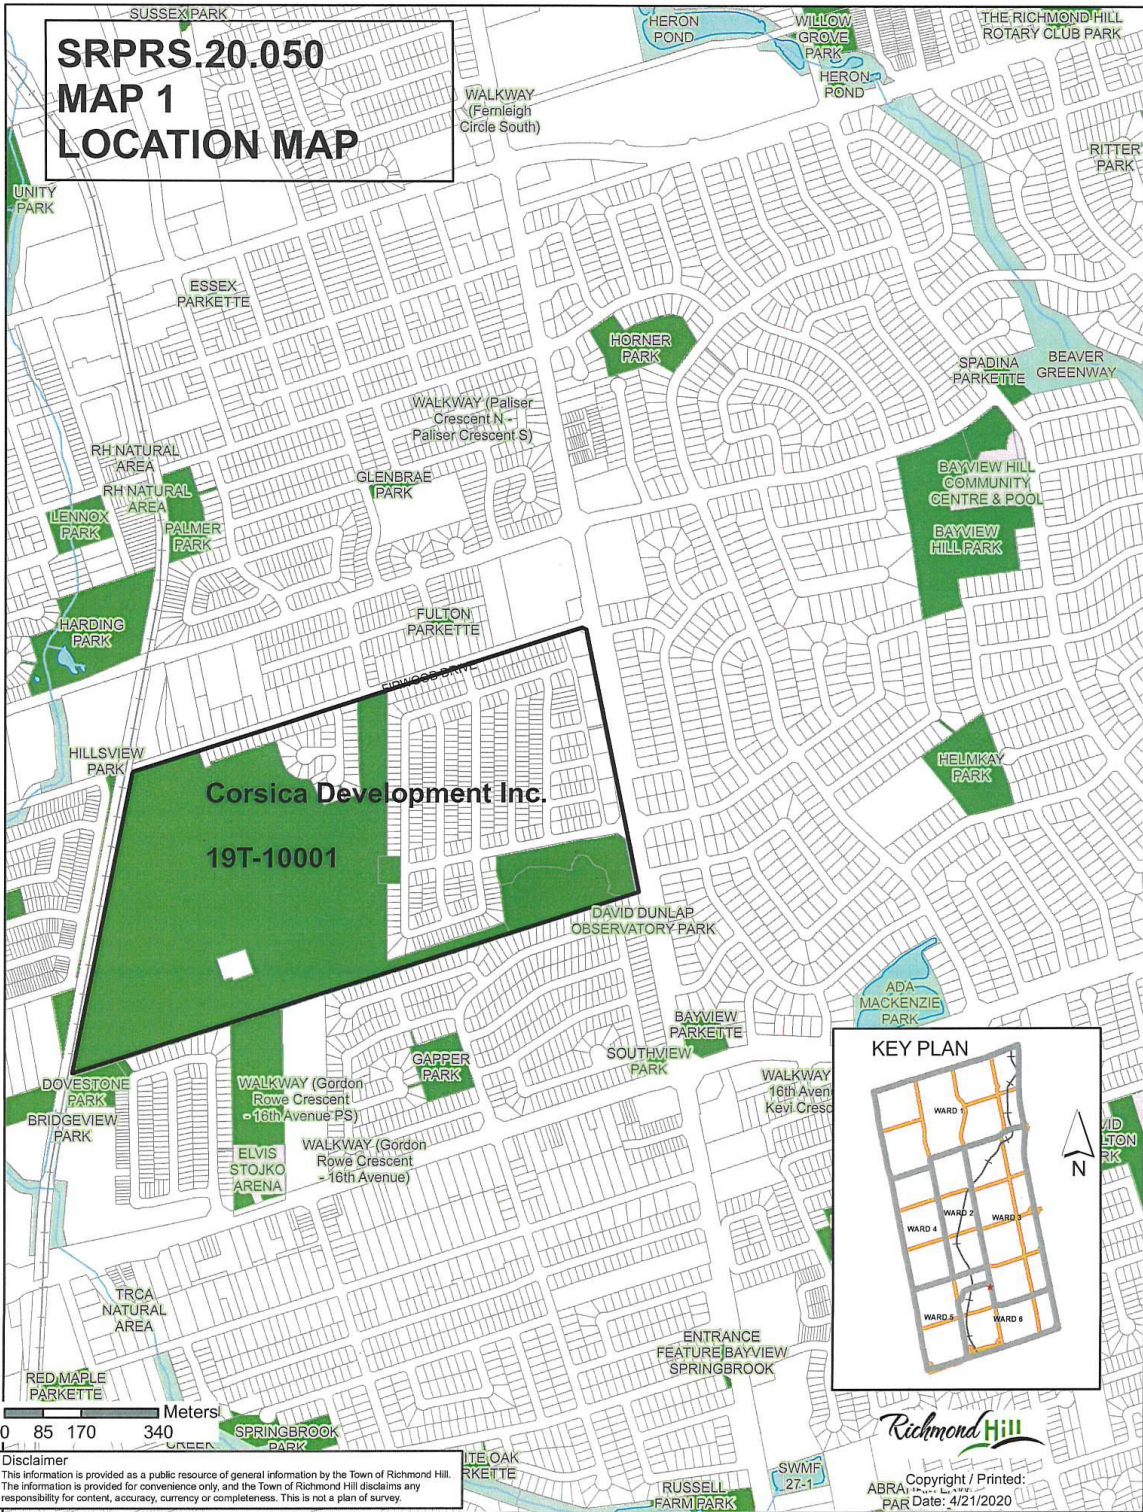 SRPRS.20.050
MAP 1
LOCATION MAP
SUSSEX PARK
HERON
POND
WILLOW
GROVE
PARK
HERON
POND
THE RICHMOND HILL
ROTARY CLUB PARK
WALKWAY
(Fernleigh
Circle South)
RITTER
PARK
UNITY
PARK
ESSEX
PARKETTE
HORNER
PARK
SPADINA
PARKETTE
BEAVER
GREENWAY
WALKWAY (Paliser
Crescent N -
Paliser Crescent S)
RH NATURAL
AREA
RH NATURAL
AREA
GLENBRAE
PARK
LENNOX
PARK
PALMER
PARK
BAYVIEW HILL
COMMUNITY
CENTRE & POOL
BAYVIEW
HILL PARK
HARDING
PARK
FULTON
PARKETTE
FIRWOOD DRIVE
HILLSVIEW
PARK
HELMKAY
PARK
Corsica Development Inc.
19T-10001
DAVID DUNLAP
OBSERVATORY PARK
ADA
MACKENZIE
PARK
BAYVIEW
PARKETTE
SOUTHVIEW
PARK
GAPPER
PARK
DOVESTONE
PARK
BRIDGEVIEW
PARK
WALKWAY (Gordon
Rowe Crescent
- 16th Avenue PS)
WALKWAY (Gordon
Rowe Crescent
- 16th Avenue)
ELVIS
STOJKO
ARENA
WALKWAY
16th Aven
Kevi Cresc
KEY PLAN
WARD 1
WARD 2
WARD 3
WARD 4
WARD 5
WARD 6
N
VID
LTON
RK
TRCA
NATURAL
AREA
ENTRANCE
FEATURE BAYVIEW
SPRINGBROOK
RED MAPLE
PARKETTE
Meters
0 85 170 340
CREEK
SPRINGBROOK
PARK
ITE OAK
RKETTE
SWMF
27-1
RUSSELL
FARM PARK
Richmond Hill
Copyright / Printed:
Date: 4/21/2020
Disclaimer
This information is provided as a public resource of general information by the Town of Richmond Hill.
The information is provided for convenience only, and the Town of Richmond Hill disclaims any
responsibility for content, accuracy, currency or completeness. This is not a plan of survey.